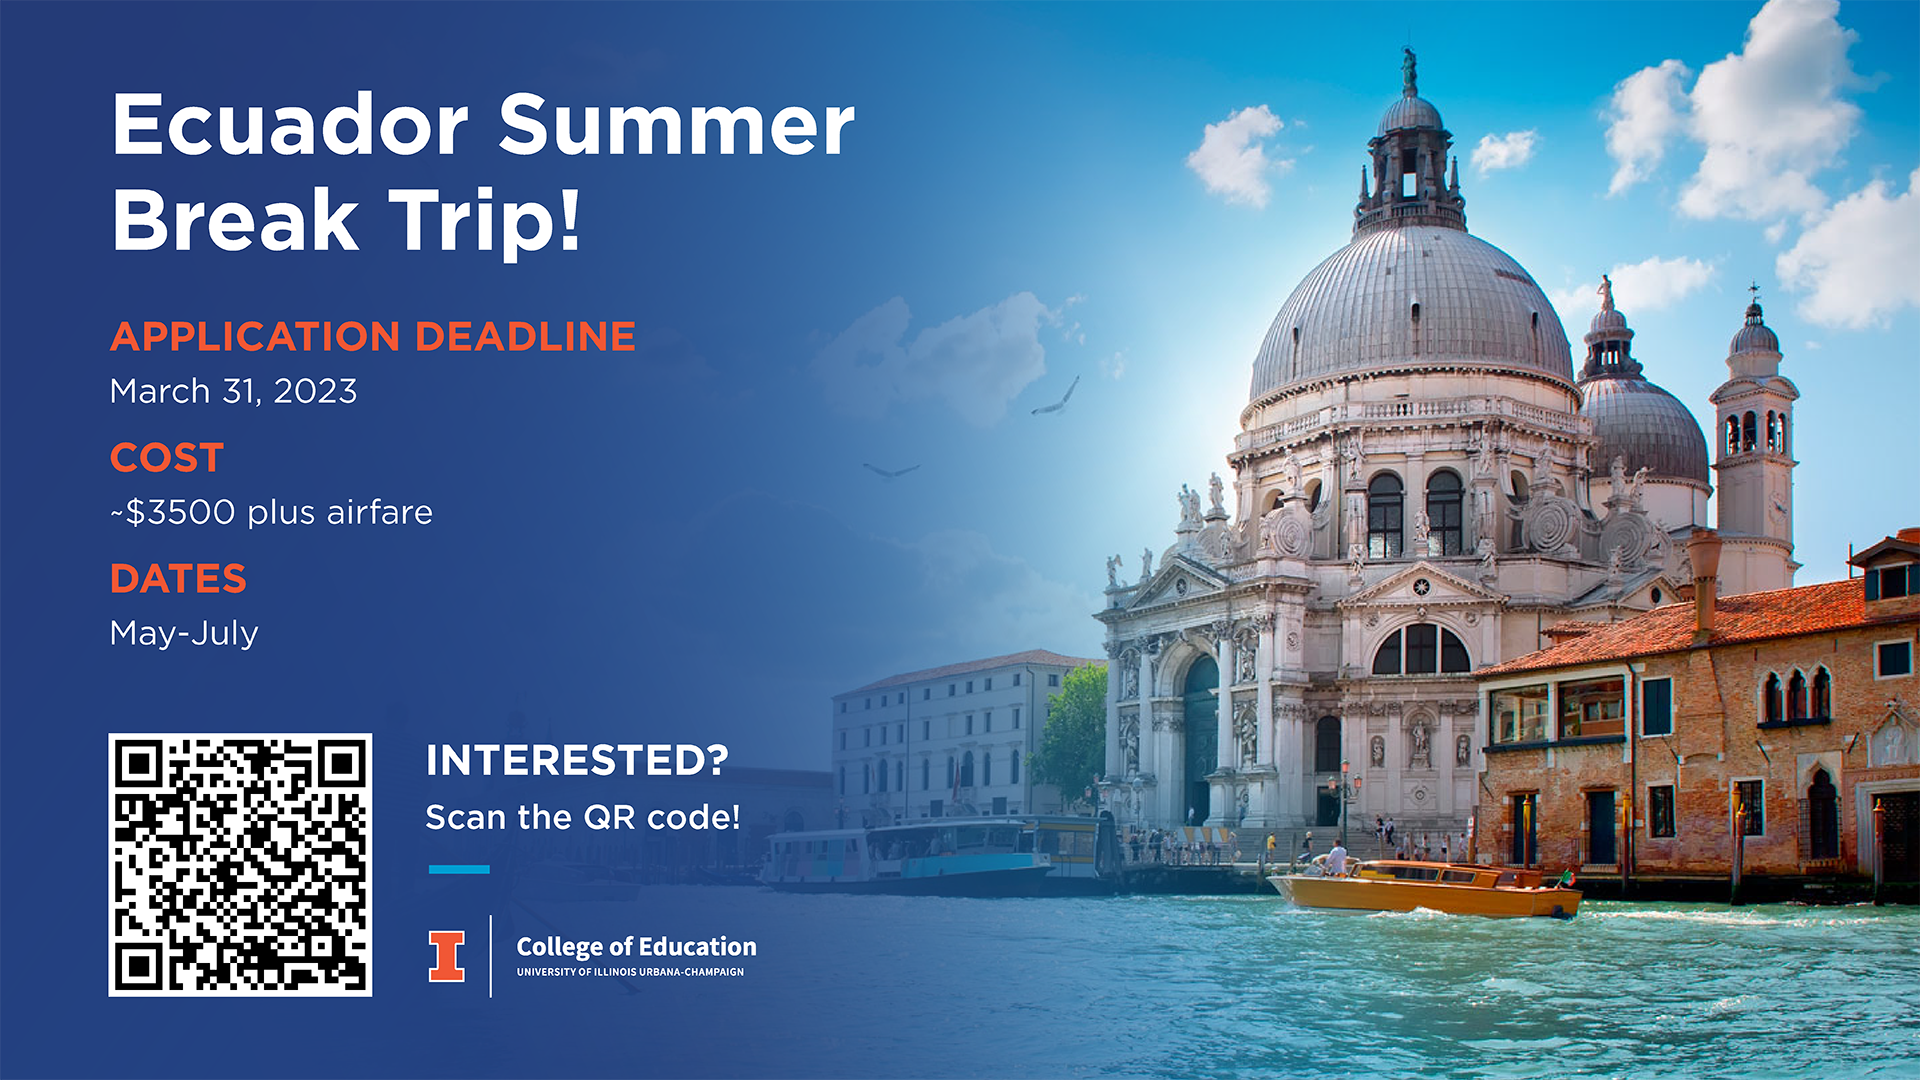 Ecuador Summer
Break Trip!
APPLICATION DEADLINE
March 31, 2023
COST
~$3500 plus airfare
DATES
May-July
INTERESTED?
Scan the QR code!
I
College of Education
UNIVERSITY OF ILLINOIS URBANA-CHAMPAIGN